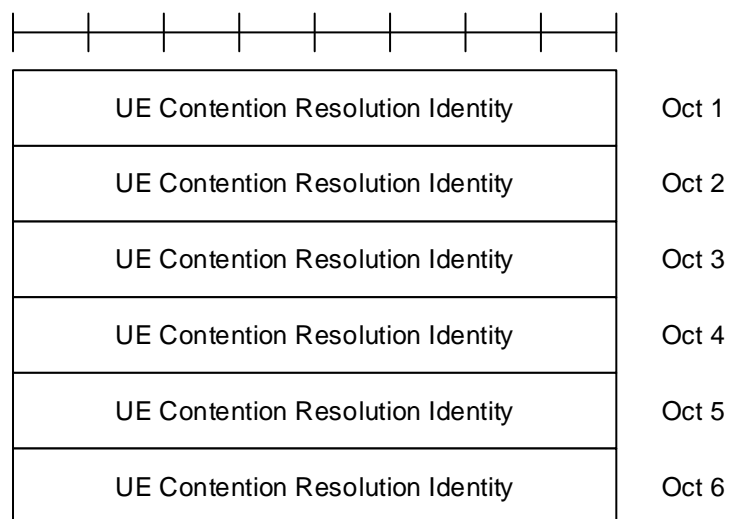 UE Contention Resolution Identity Oct 1
UE Contention Resolution Identity Oct 2
UE Contention Resolution Identity Oct 3
UE Contention Resolution Identity Oct 4
UE Contention Resolution Identity Oct 5
UE Contention Resolution Identity Oct 6